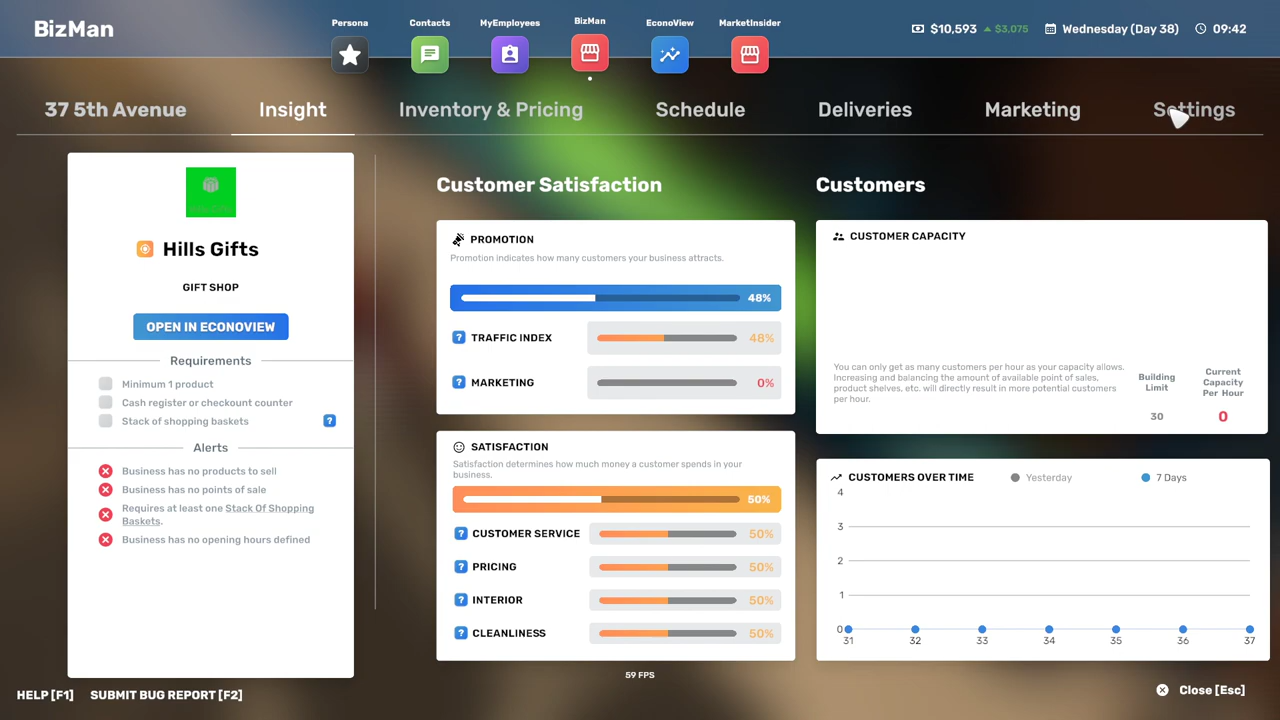 BizMan
Persona
Contacts
MyEmployees
BizMan
EconoView
MarketInsider
$10,593 $3,075
Wednesday (Day 38)
09:42
37 5th Avenue
Insight
Inventory & Pricing
Schedule
Deliveries
Marketing
Settings
Hills Gifts
GIFT SHOP
OPEN IN ECONOVIEW
Requirements
Minimum 1 product
Cash register or checkount counter
Stack of shopping baskets ?
Alerts
Business has no products to sell
Business has no points of sale
Requires at least one Stack Of Shopping
Baskets.
Business has no opening hours defined
Customer Satisfaction
PROMOTION
Promotion indicates how many customers your business attracts.
48%
? TRAFFIC INDEX 48%
? MARKETING 0%
SATISFACTION
Satisfaction determines how much money a customer spends in your
business.
50%
? CUSTOMER SERVICE 50%
? PRICING 50%
? INTERIOR 50%
? CLEANLINESS 50%
Customers
CUSTOMER CAPACITY
You can only get as many customers per hour as your capacity allows.
Increasing and balancing the amount of available point of sales,
product shelves, etc. will directly result in more potential customers
per hour.
Building
Limit
30
Current
Capacity
Per Hour
0
CUSTOMERS OVER TIME
Yesterday
7 Days
4
3
2
1
0
31 32 33 34 35 36 37
59 FPS
HELP [F1]
SUBMIT BUG REPORT [F2]
Close [Esc]